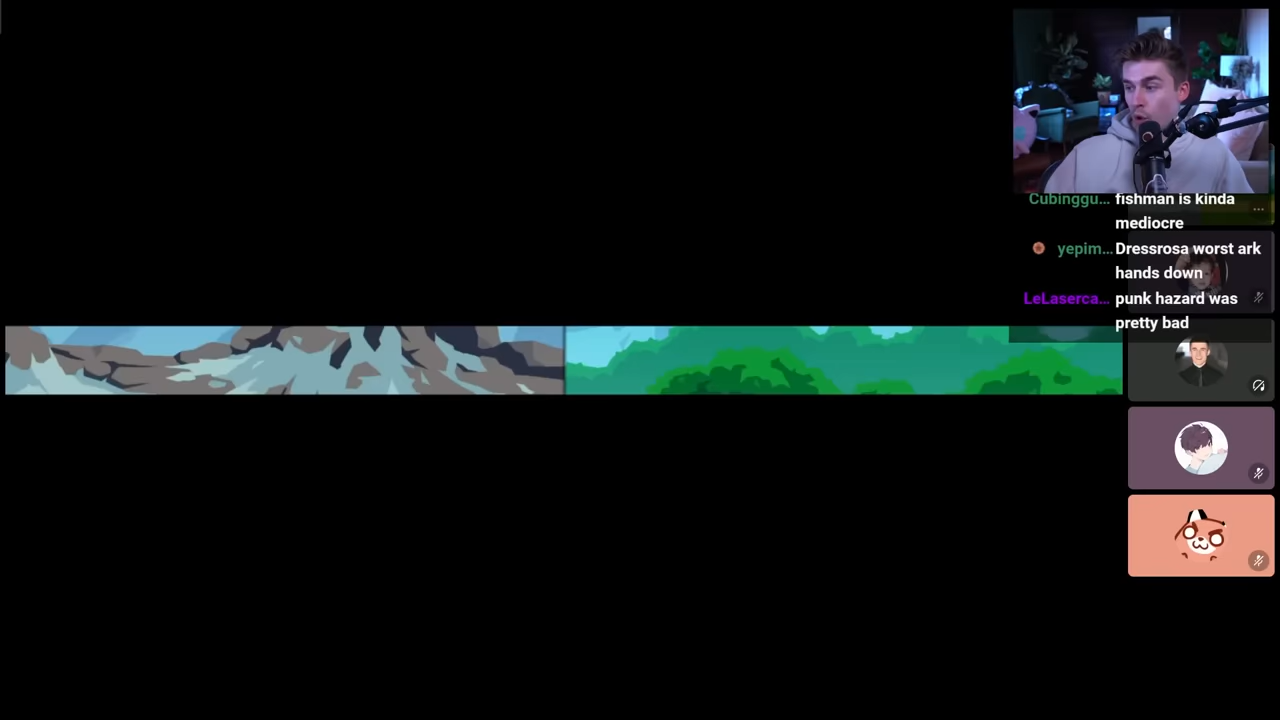 Cubinggu... fishman is kinda
mediocre
yepim... Dressrosa worst ark
hands down
LeLaserca... punk hazard was
pretty bad